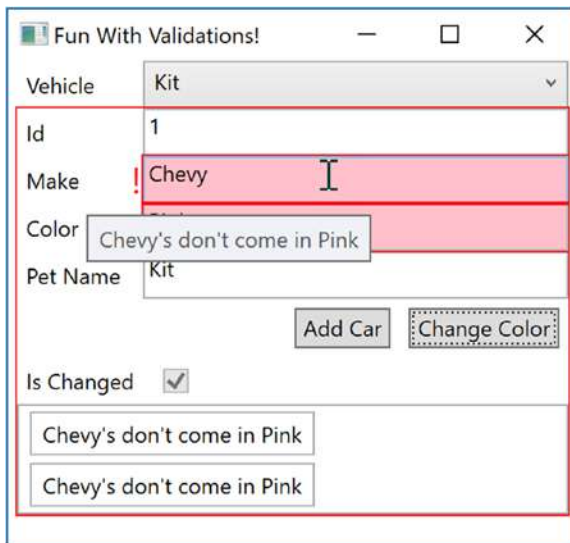 Fun With Validations!
Vehicle Kit
Id 1
Make ! Chevy
Color
Chevy's don't come in Pink
Pet Name Kit
Add Car Change Color
Is Changed
Chevy's don't come in Pink
Chevy's don't come in Pink